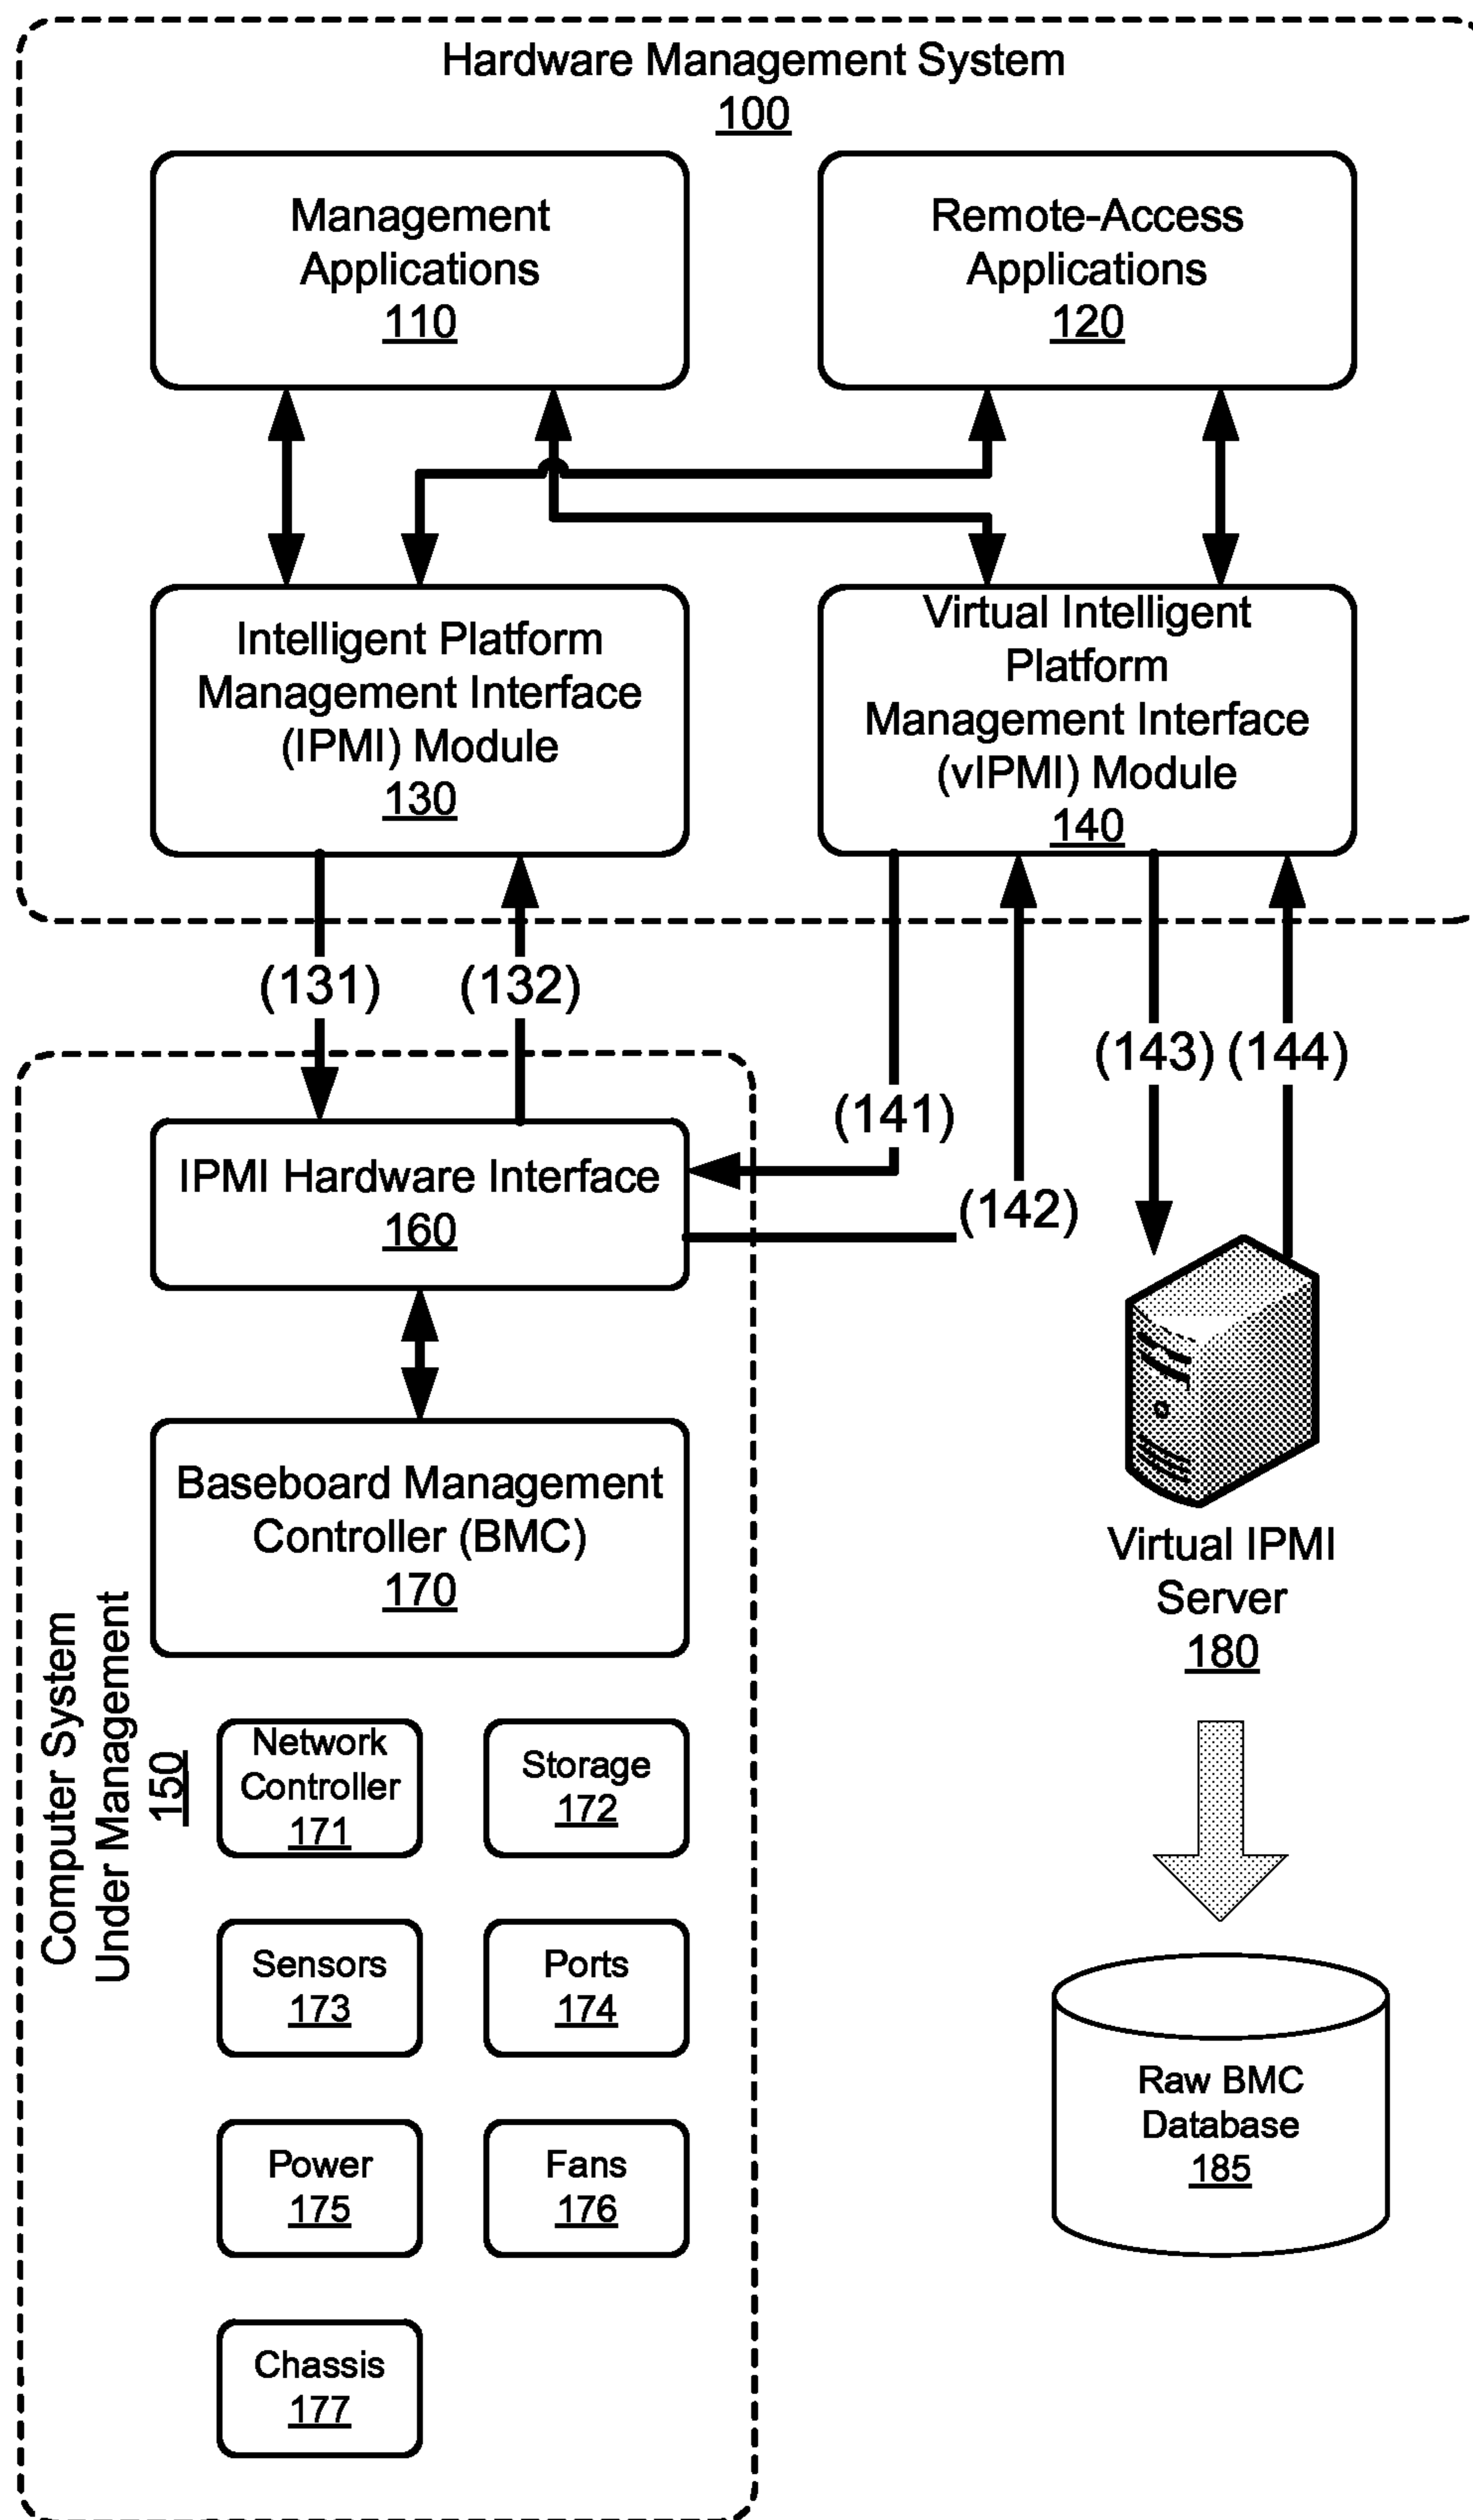 Hardware Management System
100
Management
Applications
110
Remote-Access
Applications
120
Intelligent Platform
Management Interface
(IPMI) Module
130
Virtual Intelligent
Platform
Management Interface
(vIPMI) Module
140
(131)
(132)
(141)
(142)
(143)
(144)
IPMI Hardware Interface
160
Baseboard Management
Controller (BMC)
170
Computer System
Under Management
150
Network
Controller
171
Storage
172
Sensors
173
Ports
174
Power
175
Fans
176
Chassis
177
Virtual IPMI
Server
180
Raw BMC
Database
185